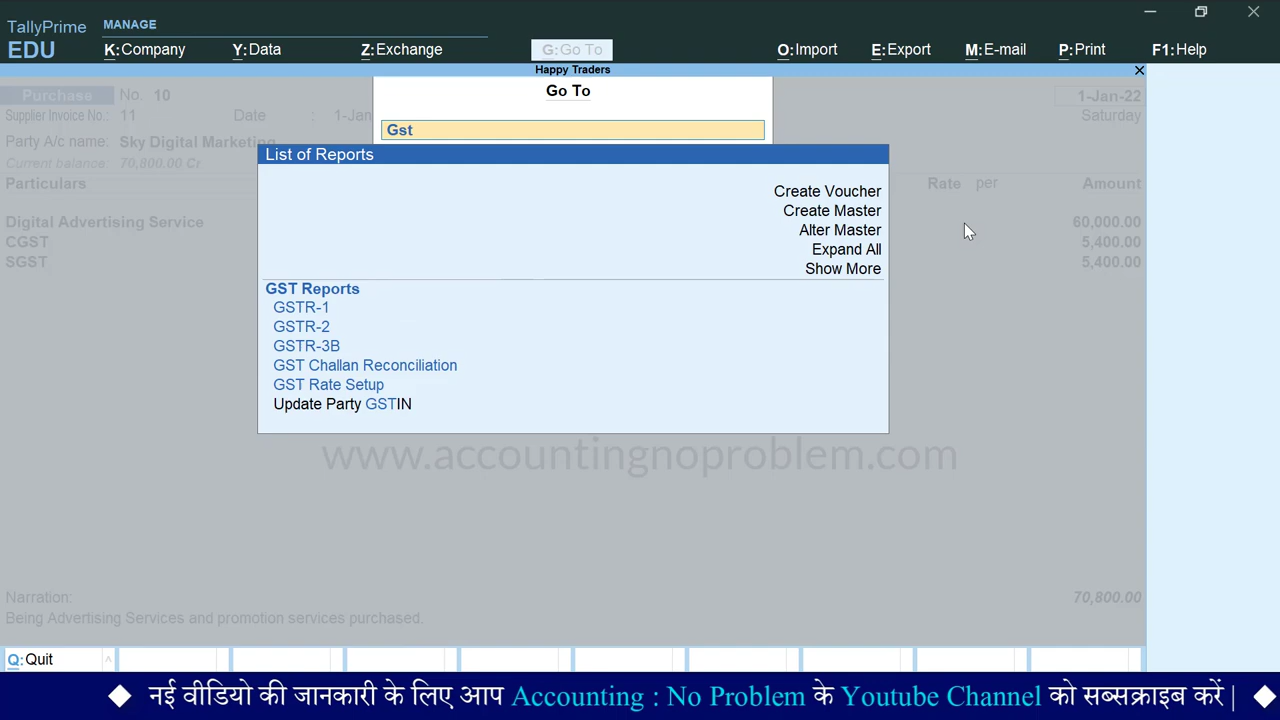 TallyPrime
EDU
MANAGE
K:Company Y:Data Z:Exchange G:Go To O:Import E:Export M:E-mail P:Print F1:Help
Happy Traders
Purchase No. 10 1-Jan-22
Supplier Invoice No.: 11 Date : 1-Jan Saturday
Party A/c name: Sky Digital Marketing
Current balance: 70,800.00 Cr
Particulars Rate per Amount
Digital Advertising Service 60,000.00
CGST 5,400.00
SGST 5,400.00
Go To
Gst
List of Reports
Create Voucher
Create Master
Alter Master
Expand All
Show More
GST Reports
GSTR-1
GSTR-2
GSTR-3B
GST Challan Reconciliation
GST Rate Setup
Update Party GSTIN
www.accountingnoproblem.com
Narration: 70,800.00
Being Advertising Services and promotion services purchased.
Q:Quit
नई वीडियो की जानकारी के लिए आप Accounting : No Problem के Youtube Channel को सब्सक्राइब करें |